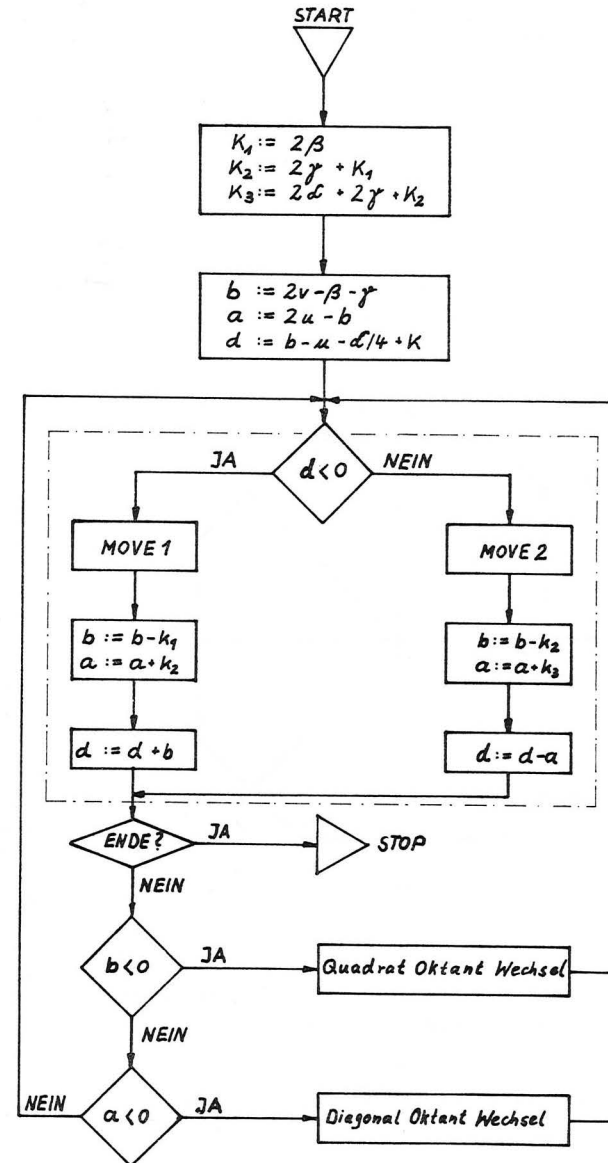 START
K₁ := 2β
K₂ := 2γ + K₁
K₃ := 2α + 2γ + K₂
b := 2v - β - γ
a := 2u - b
d := b - u - α/4 + K
d < 0
JA
NEIN
MOVE 1
MOVE 2
b := b - k₁
a := a + k₂
b := b - k₂
a := a + k₃
d := d + b
d := d - a
ENDE?
JA
STOP
NEIN
b < 0
JA
Quadrat Oktant Wechsel
NEIN
NEIN
a < 0
JA
Diagonal Oktant Wechsel